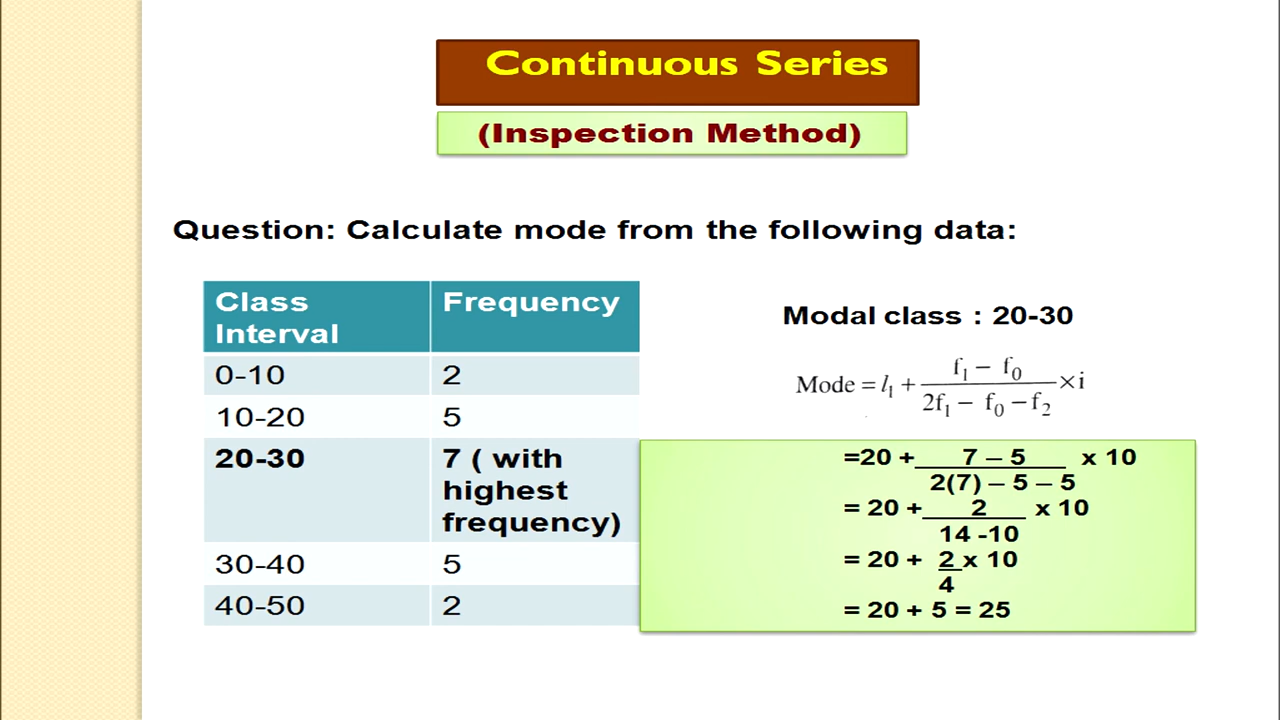 Continuous Series
(Inspection Method)
Question: Calculate mode from the following data:
Class Interval Frequency
0-10 2
10-20 5
20-30 7 ( with highest frequency)
30-40 5
40-50 2
Modal class : 20-30
Mode = l₁ + (f₁ − f₀)/(2f₁ − f₀ − f₂) × i
=20 + 7 – 5 x 10
2(7) – 5 – 5
= 20 + 2 x 10
14 -10
= 20 + 2 x 10
4
= 20 + 5 = 25